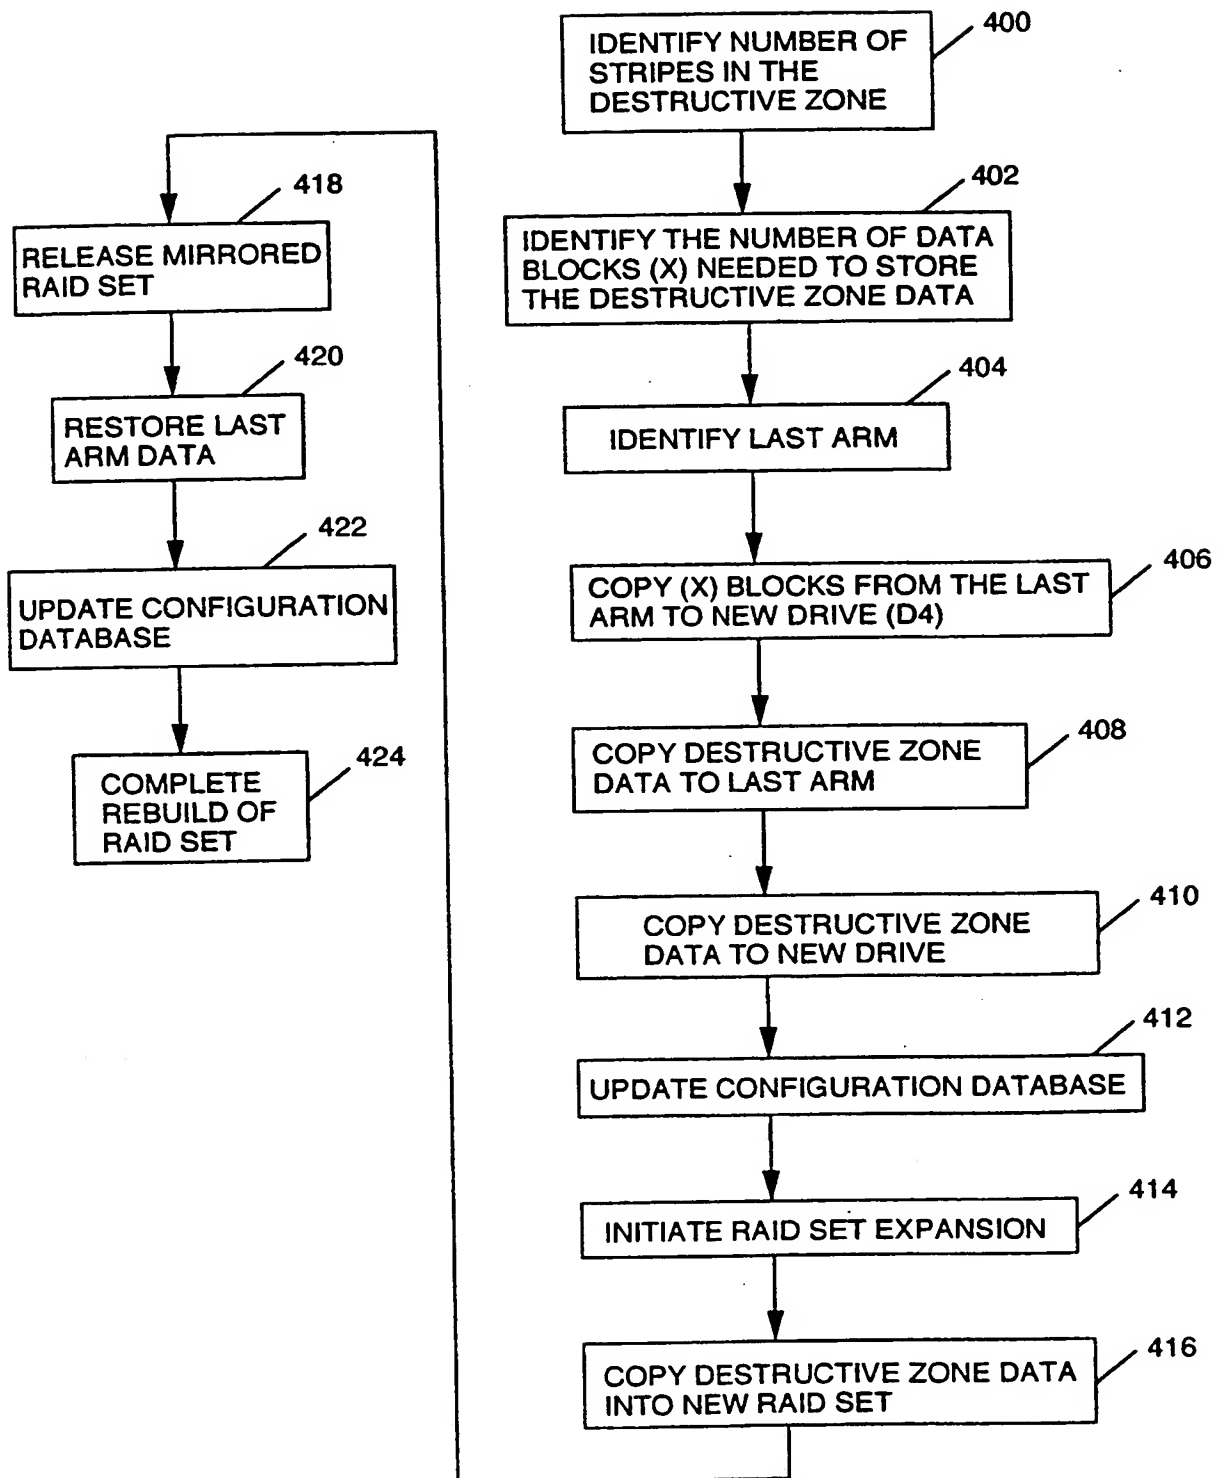 400
IDENTIFY NUMBER OF
STRIPES IN THE
DESTRUCTIVE ZONE
402
IDENTIFY THE NUMBER OF DATA
BLOCKS (X) NEEDED TO STORE
THE DESTRUCTIVE ZONE DATA
404
IDENTIFY LAST ARM
406
COPY (X) BLOCKS FROM THE LAST
ARM TO NEW DRIVE (D4)
408
COPY DESTRUCTIVE ZONE
DATA TO LAST ARM
410
COPY DESTRUCTIVE ZONE
DATA TO NEW DRIVE
412
UPDATE CONFIGURATION DATABASE
414
INITIATE RAID SET EXPANSION
416
COPY DESTRUCTIVE ZONE DATA
INTO NEW RAID SET
418
RELEASE MIRRORED
RAID SET
420
RESTORE LAST
ARM DATA
422
UPDATE CONFIGURATION
DATABASE
424
COMPLETE
REBUILD OF
RAID SET